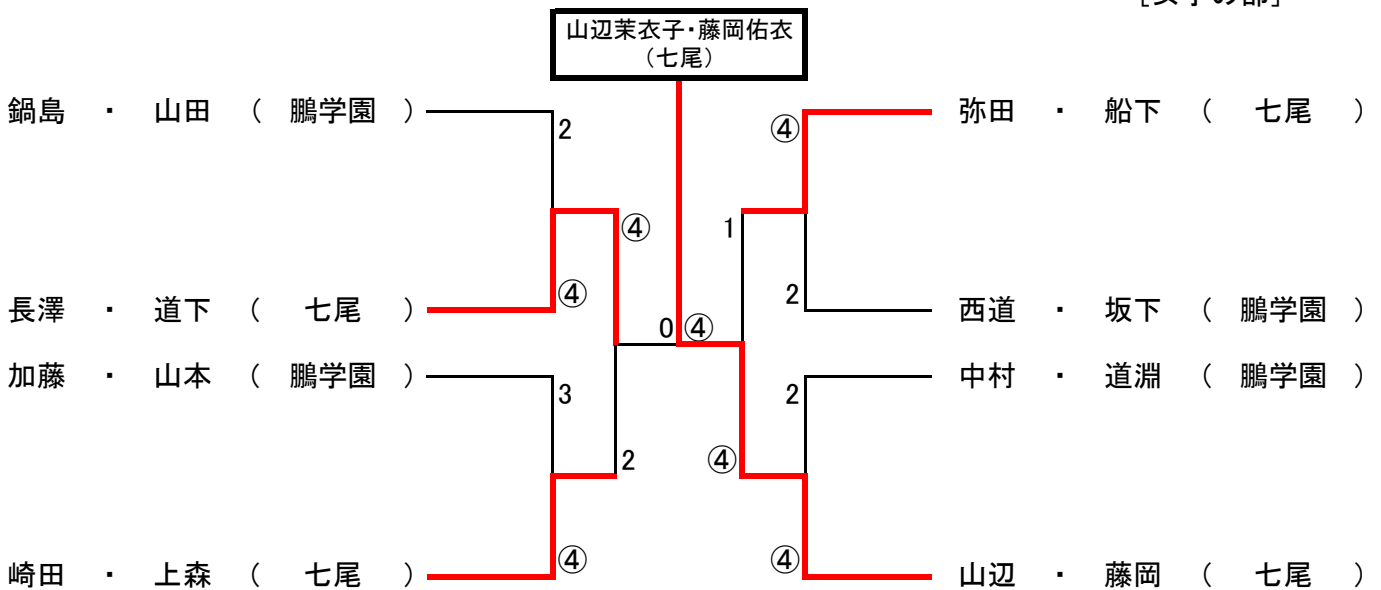 [女子の部]
山辺茉衣子・藤岡佑衣
(七尾)
鍋島 ・ 山田 ( 鵬学園 )
2
④
弥田 ・ 船下 ( 七尾 )
④
1
長澤 ・ 道下 ( 七尾 )
④
2
西道 ・ 坂下 ( 鵬学園 )
0
④
加藤 ・ 山本 ( 鵬学園 )
3
2
中村 ・ 道淵 ( 鵬学園 )
2
④
崎田 ・ 上森 ( 七尾 )
④
④
山辺 ・ 藤岡 ( 七尾 )